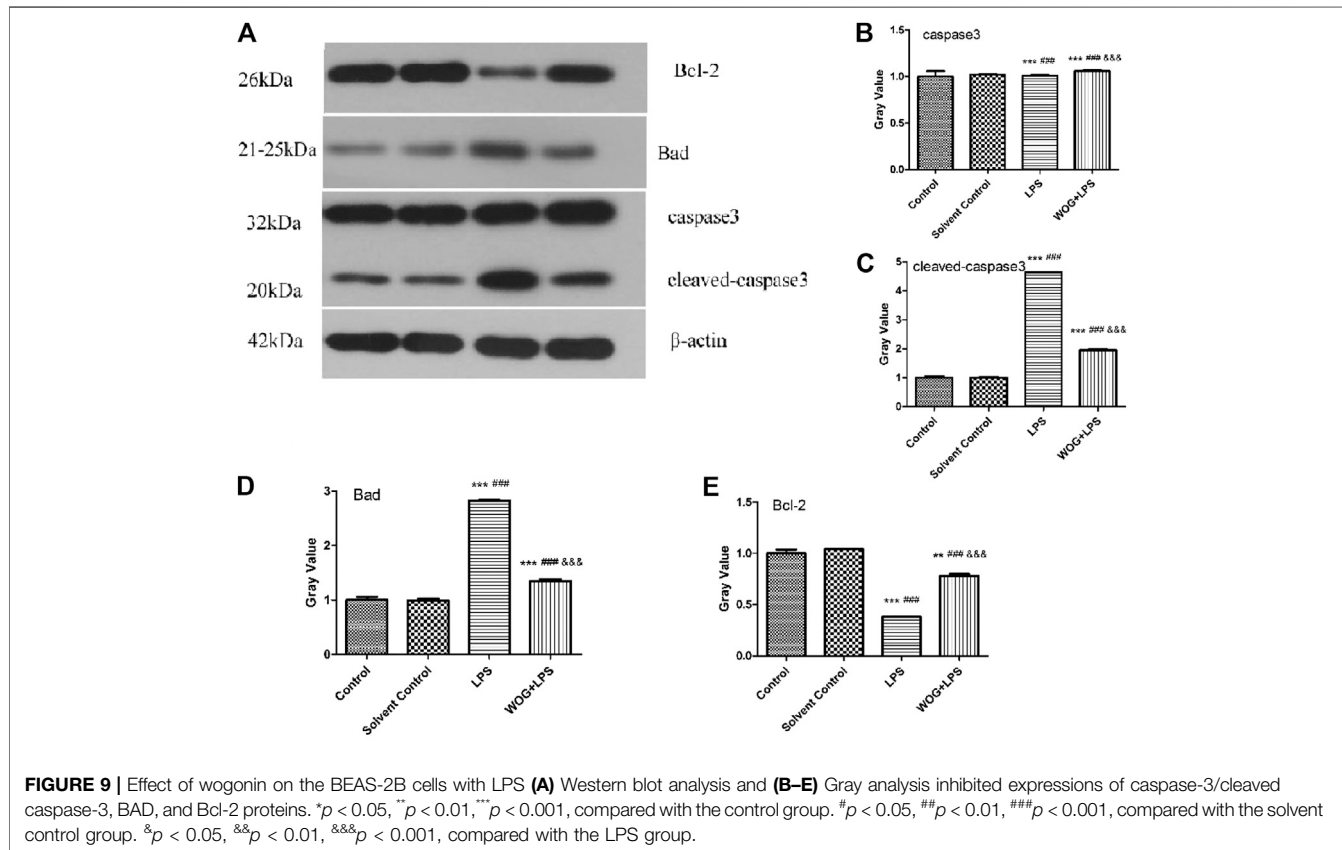 A
26kDa
Bcl-2
21-25kDa
Bad
32kDa
caspase3
20kDa
cleaved-caspase3
42kDa
β-actin
B
caspase3
Gray Value
1.5
1.0
0.5
0.0
*** ###
*** ### &&&
Control
Solvent Control
LPS
WOG+LPS
C
cleaved-caspase3
Gray Value
5
4
3
2
1
0
*** ###
*** ### &&&
Control
Solvent Control
LPS
WOG+LPS
D
Bad
Gray Value
3
2
1
0
*** ###
*** ### &&&
Control
Solvent Control
LPS
WOG+LPS
E
Bcl-2
Gray Value
1.5
1.0
0.5
0.0
*** ###
** ### &&&
Control
Solvent Control
LPS
WOG+LPS
FIGURE 9 | Effect of wogonin on the BEAS-2B cells with LPS (A) Western blot analysis and (B–E) Gray analysis inhibited expressions of caspase-3/cleaved
caspase-3, BAD, and Bcl-2 proteins. *p < 0.05, **p < 0.01,***p < 0.001, compared with the control group. #p < 0.05, ##p < 0.01, ###p < 0.001, compared with the solvent
control group. &p < 0.05, &&p < 0.01, &&&p < 0.001, compared with the LPS group.